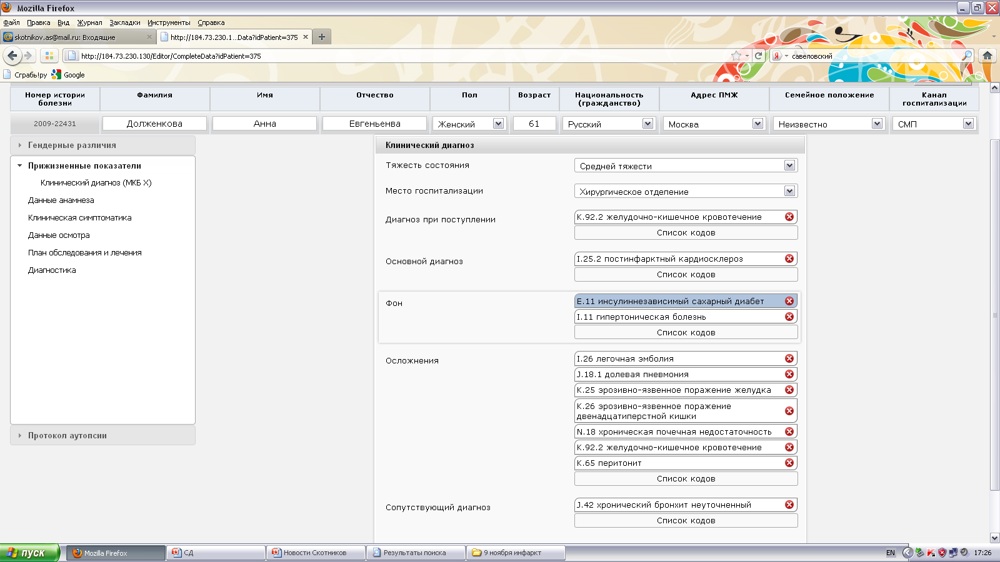 Mozilla Firefox
Файл Правка Вид Журнал Закладки Инструменты Справка
skotnikov.as@mail.ru: Входящие
http://184.73.230.1...Data?idPatient=375
http://184.73.230.130/Editor/CompleteData?idPatient=375
савеловский
Сграбь!ру Google
Номер истории болезни
Фамилия
Имя
Отчество
Пол
Возраст
Национальность (гражданство)
Адрес ПМЖ
Семейное положение
Канал госпитализации
2009-22431
Долженкова
Анна
Евгеньенва
Женский
61
Русский
Москва
Неизвестно
СМП
Гендерные различия
Прижизненные показатели
Клинический диагноз (МКБ X)
Данные анамнеза
Клиническая симптоматика
Данные осмотра
План обследования и лечения
Диагностика
Протокол аутопсии
Клинический диагноз
Тяжесть состояния
Средней тяжести
Место госпитализации
Хирургическое отделение
Диагноз при поступлении
K.92.2 желудочно-кишечное кровотечение
Список кодов
Основной диагноз
I.25.2 постинфарктный кардиосклероз
Список кодов
Фон
E.11 инсулиннезависимый сахарный диабет
I.11 гипертоническая болезнь
Список кодов
Осложнения
I.26 легочная эмболия
J.18.1 долевая пневмония
K.25 эрозивно-язвенное поражение желудка
K.26 эрозивно-язвенное поражение
двенадцатиперстной кишки
N.18 хроническая почечная недостаточность
K.92.2 желудочно-кишечное кровотечение
K.65 перитонит
Список кодов
Сопутствующий диагноз
J.42 хронический бронхит неуточненный
Список кодов
пуск
Mozilla Firefox
СД
Новости Скотников
Результаты поиска
9 ноября инфаркт
EN
17:26